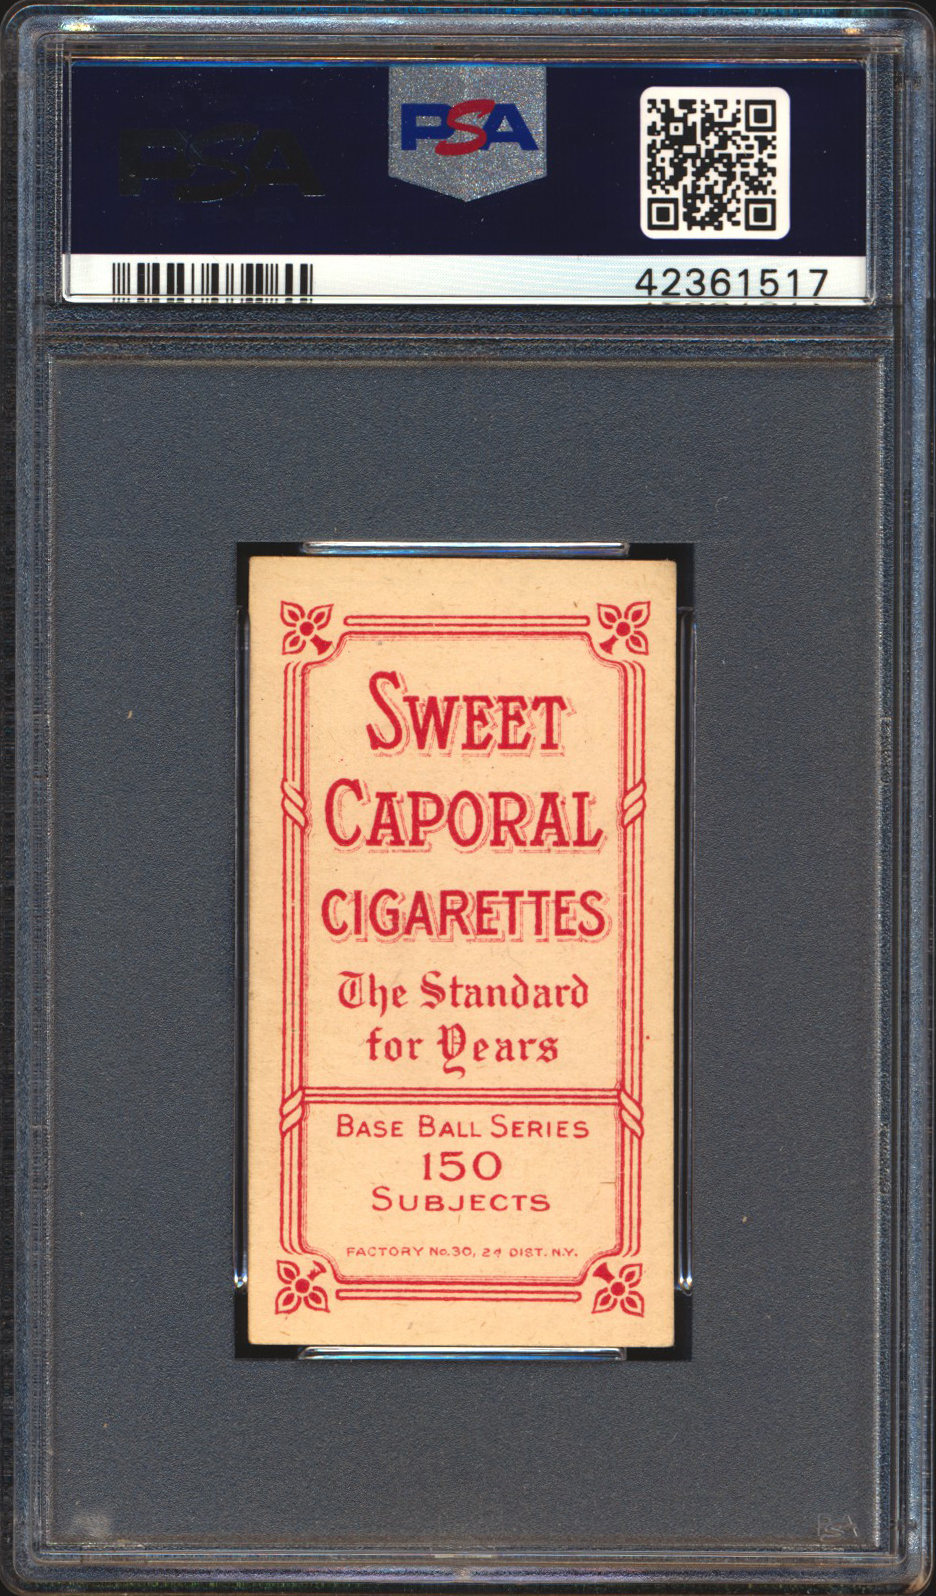 PSA
PSA
42361517
SWEET
CAPORAL
CIGARETTES
The Standard
for Years
BASE BALL SERIES
150
SUBJECTS
FACTORY No. 30, 2d DIST. N.Y.
PSA